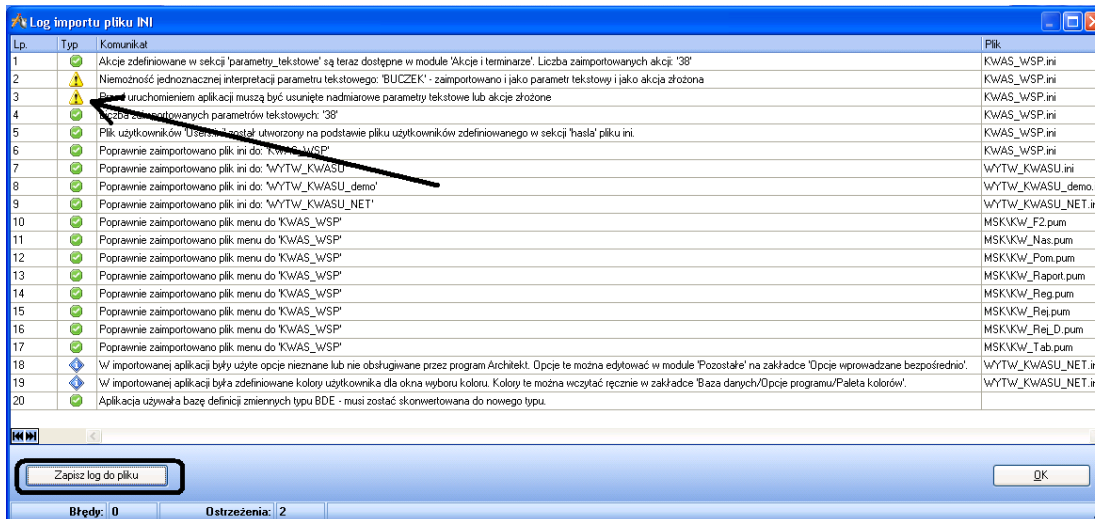 Log importu pliku INI
Lp. Typ Komunikat Plik
1 Akcje zdefiniowane w sekcji 'parametry_tekstowe' są teraz dostępne w module 'Akcje i terminarze'. Liczba zaimportowanych akcji: '38' KWAS_WSP.ini
2 Niemożność jednoznacznej interpretacji parametru tekstowego: 'BUCZEK' - zaimportowano i jako parametr tekstowy i jako akcja złożona KWAS_WSP.ini
3 uruchomieniem aplikacji muszą być usunięte nadmiarowe parametry tekstowe lub akcje złożone KWAS_WSP.ini
4 Liczba zaimportowanych parametrów tekstowych: '38' KWAS_WSP.ini
5 Plik użytkowników 'Users.ini' został utworzony na podstawie pliku użytkowników zdefiniowanego w sekcji 'hasla' pliku ini. KWAS_WSP.ini
6 Poprawnie zaimportowano plik ini do: 'KWAS_WSP' KWAS_WSP.ini
7 Poprawnie zaimportowano plik ini do: 'WYTW_KWASU' WYTW_KWASU.ini
8 Poprawnie zaimportowano plik ini do: 'WYTW_KWASU_demo' WYTW_KWASU_demo.
9 Poprawnie zaimportowano plik ini do: 'WYTW_KWASU_NET' WYTW_KWASU_NET.in
10 Poprawnie zaimportowano plik menu do 'KWAS_WSP' MSK\KW_F2.pum
11 Poprawnie zaimportowano plik menu do 'KWAS_WSP' MSK\KW_Nas.pum
12 Poprawnie zaimportowano plik menu do 'KWAS_WSP' MSK\KW_Pom.pum
13 Poprawnie zaimportowano plik menu do 'KWAS_WSP' MSK\KW_Raport.pum
14 Poprawnie zaimportowano plik menu do 'KWAS_WSP' MSK\KW_Reg.pum
15 Poprawnie zaimportowano plik menu do 'KWAS_WSP' MSK\KW_Rej.pum
16 Poprawnie zaimportowano plik menu do 'KWAS_WSP' MSK\KW_Rej_D.pum
17 Poprawnie zaimportowano plik menu do 'KWAS_WSP' MSK\KW_Tab.pum
18 W importowanej aplikacji były użyte opcje nieznane lub nie obsługiwane przez program Architekt. Opcje te można edytować w module 'Pozostałe' na zakładce 'Opcje wprowadzane bezpośrednio'. WYTW_KWASU_NET.in
19 W importowanej aplikacji była zdefiniowane kolory użytkownika dla okna wyboru koloru. Kolory te można wczytać ręcznie w zakładce 'Baza danych/Opcje programu/Paleta kolorów'. WYTW_KWASU_NET.in
20 Aplikacja używała bazę definicji zmiennych typu BDE - musi zostać skonwertowana do nowego typu.
Zapisz log do pliku OK
Błędy: 0 Ostrzeżenia: 2